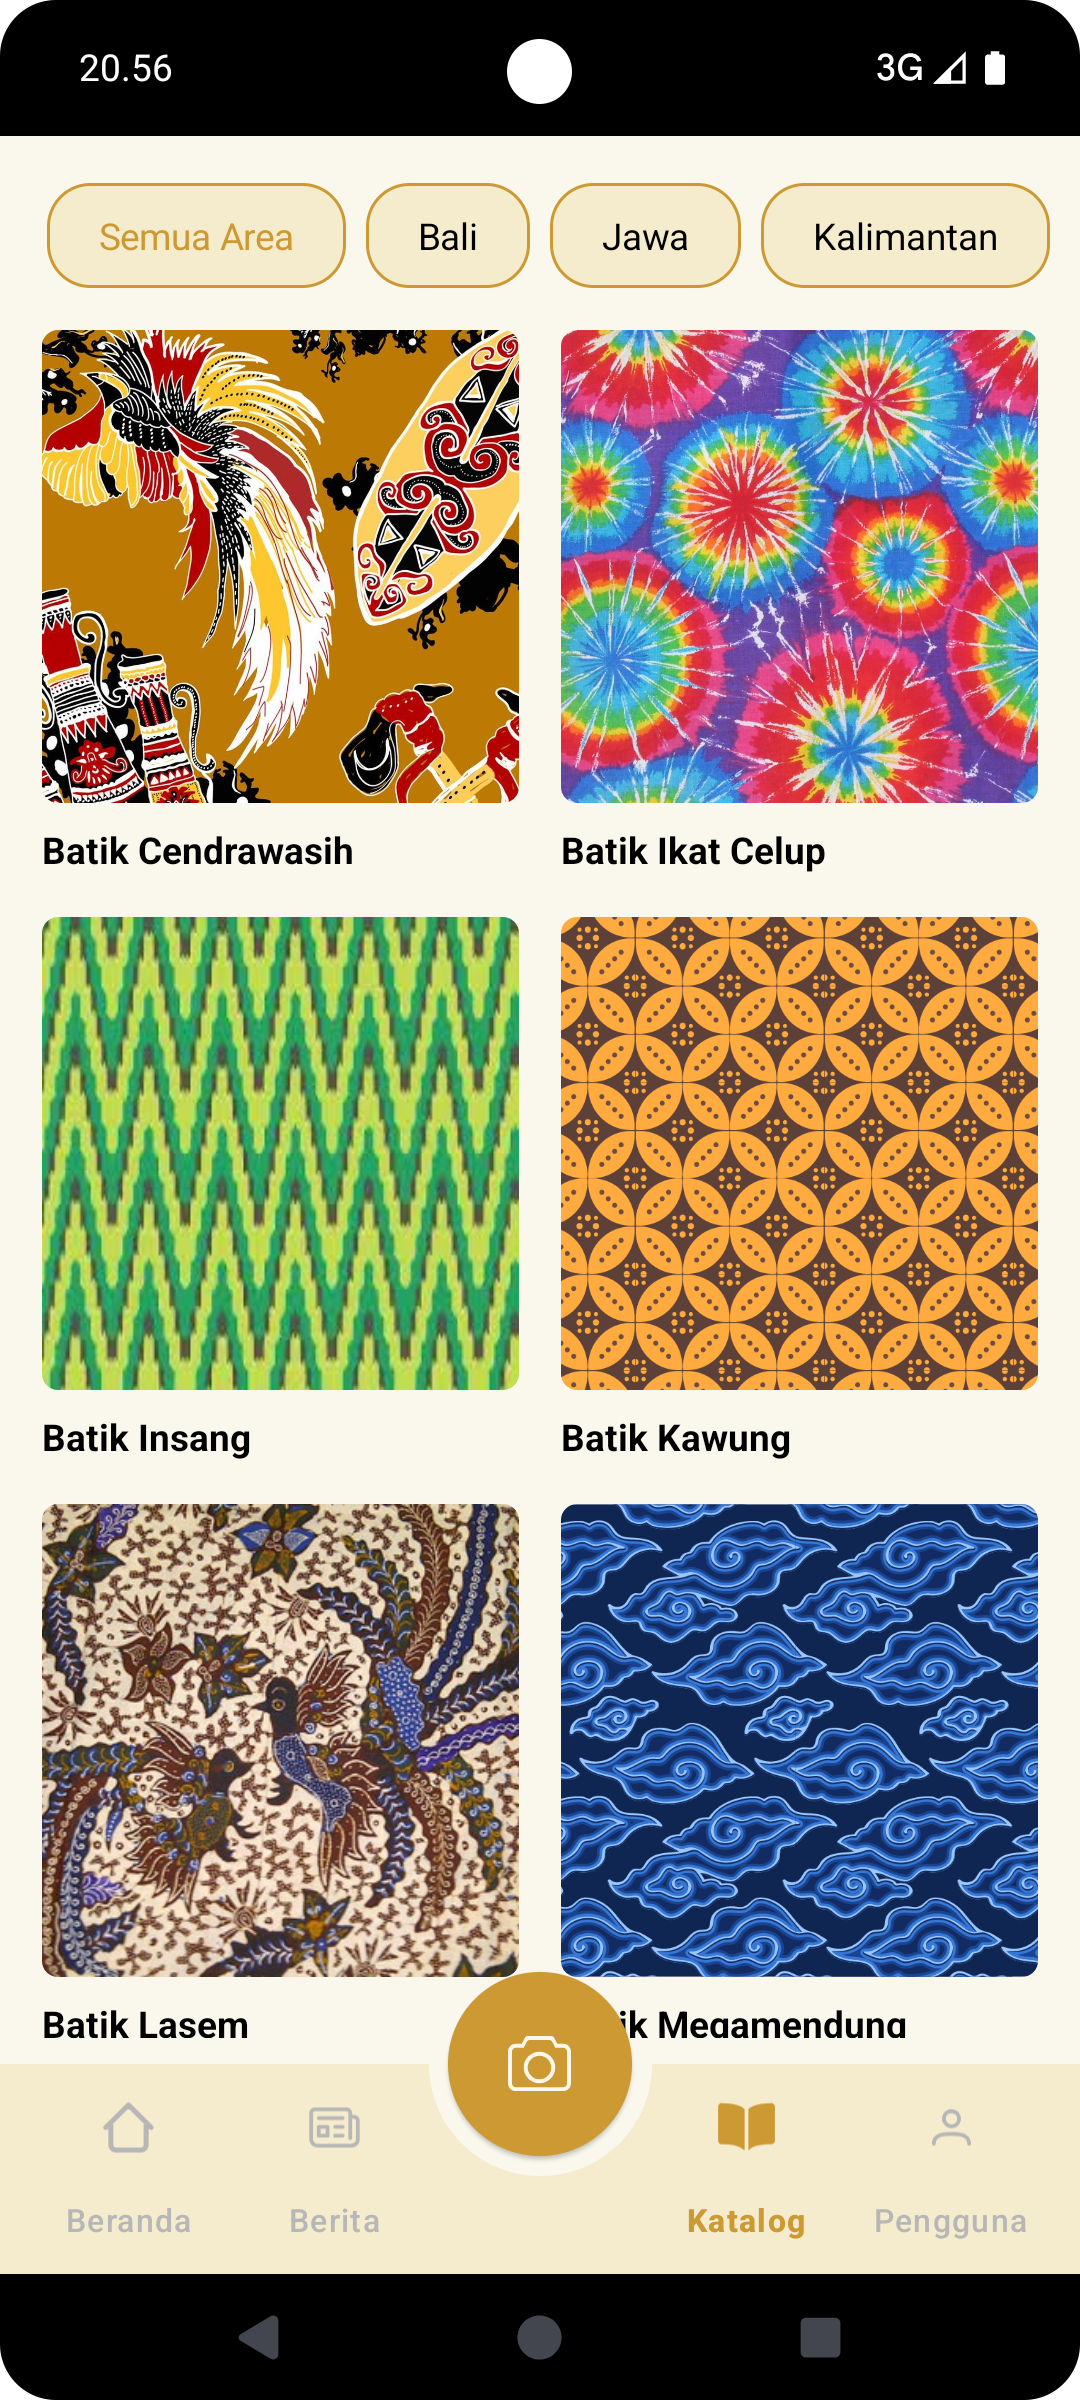 20.56
3G
Semua Area
Bali
Jawa
Kalimantan
Batik Cendrawasih
Batik Ikat Celup
Batik Insang
Batik Kawung
Batik Lasem
ik Megamendung
Beranda
Berita
Katalog
Pengguna